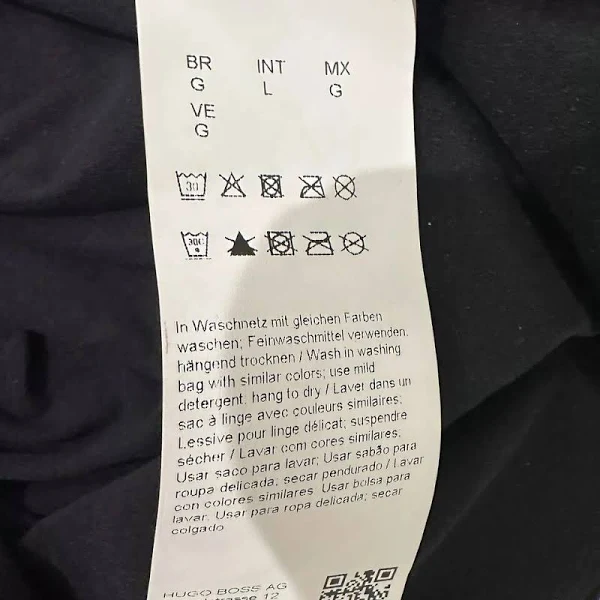 BR INT MX
G L G
VE
G
30
30C
In Waschnetz mit gleichen Farben
waschen; Feinwaschmittel verwenden,
hängend trocknen / Wash in washing
bag with similar colors; use mild
detergent; hang to dry / Laver dans un
sac à linge avec couleurs similaires;
Lessive pour linge délicat; suspendre
sécher / Lavar com cores similares;
Usar saco para lavar; Usar sabão para
roupa delicada; secar pendurado / Lavar
con colores similares. Usar bolsa para
lavar. Usar para ropa delicada; secar
colgado
HUGO BOSS AG
12